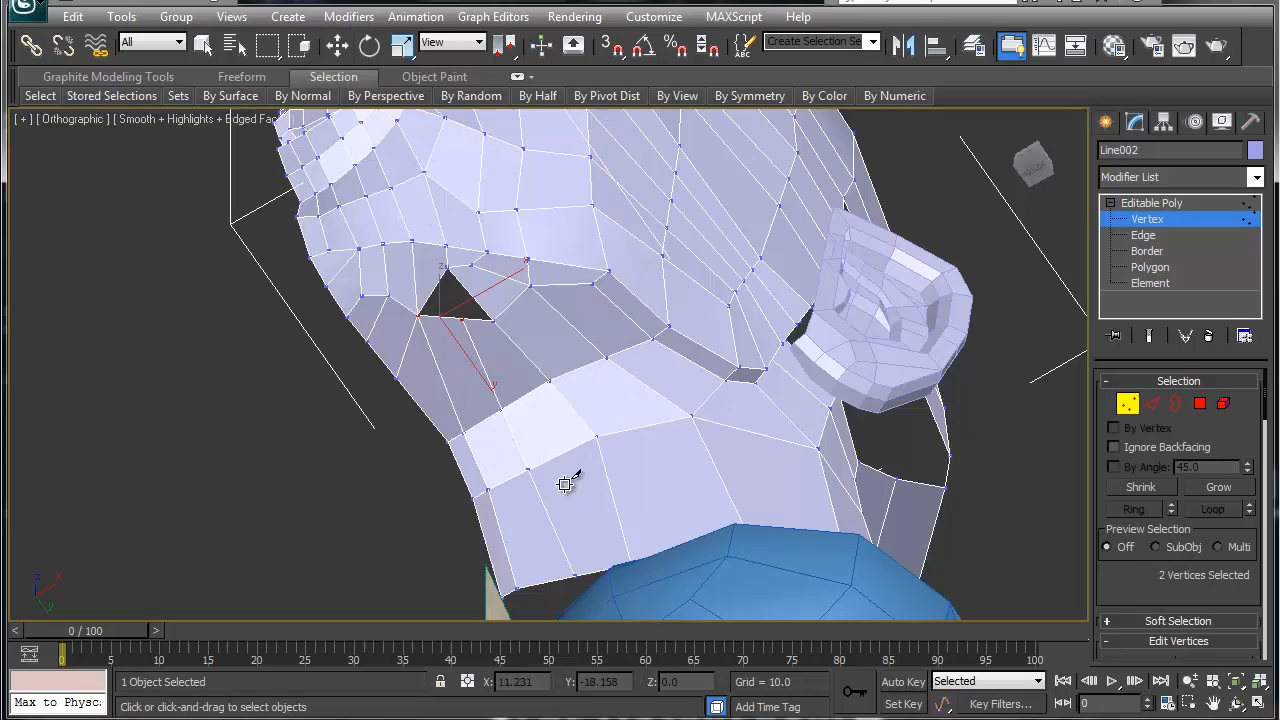 Edit Tools Group Views Create Modifiers Animation Graph Editors Rendering Customize MAXScript Help
All View 3 ABC Create Selection Se
Graphite Modeling Tools Freeform Selection Object Paint
Select Stored Selections Sets By Surface By Normal By Perspective By Random By Half By Pivot Dist By View By Symmetry By Color By Numeric
[ + ] [ Orthographic ] [ Smooth + Highlights + Edged Fac
Line002
Modifier List
Editable Poly
Vertex
Edge
Border
Polygon
Element
z
x
y
- Selection
By Vertex
Ignore Backfacing
By Angle: 45.0
Shrink Grow
Ring Loop
Preview Selection
Off SubObj Multi
2 Vertices Selected
+ Soft Selection
- Edit Vertices
z x
y
< 0 / 100 >
0 5 10 15 20 25 30 35 40 45 50 55 60 65 70 75 80 85 90 95 100
1 Object Selected X: 11.231 Y: -18.158 Z: 0.0 Grid = 10.0 Auto Key Selected
Max to Physca Click or click-and-drag to select objects Add Time Tag Set Key Key Filters... 0